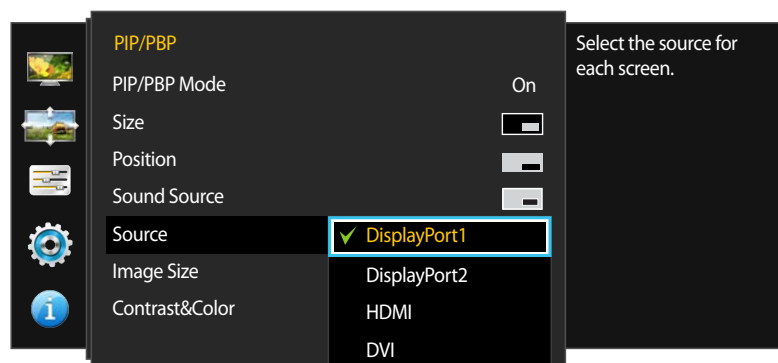 PIP/PBP
PIP/PBP Mode On
Size
Position
Sound Source
Source ✓ DisplayPort1
DisplayPort2
Image Size
HDMI
Contrast&Color
DVI
Select the source for
each screen.
i